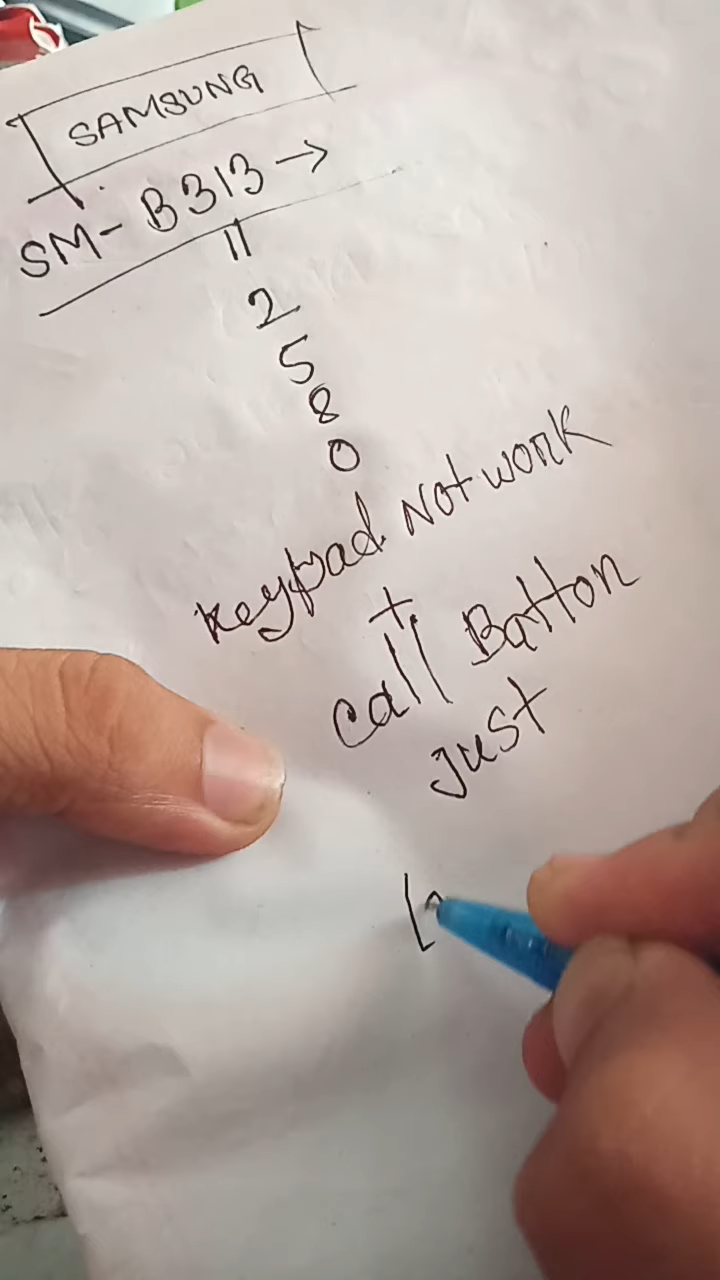 SAMSUNG
SM-B313 →
2
5
8
0
Keypad Not work
+
call Batton
Just